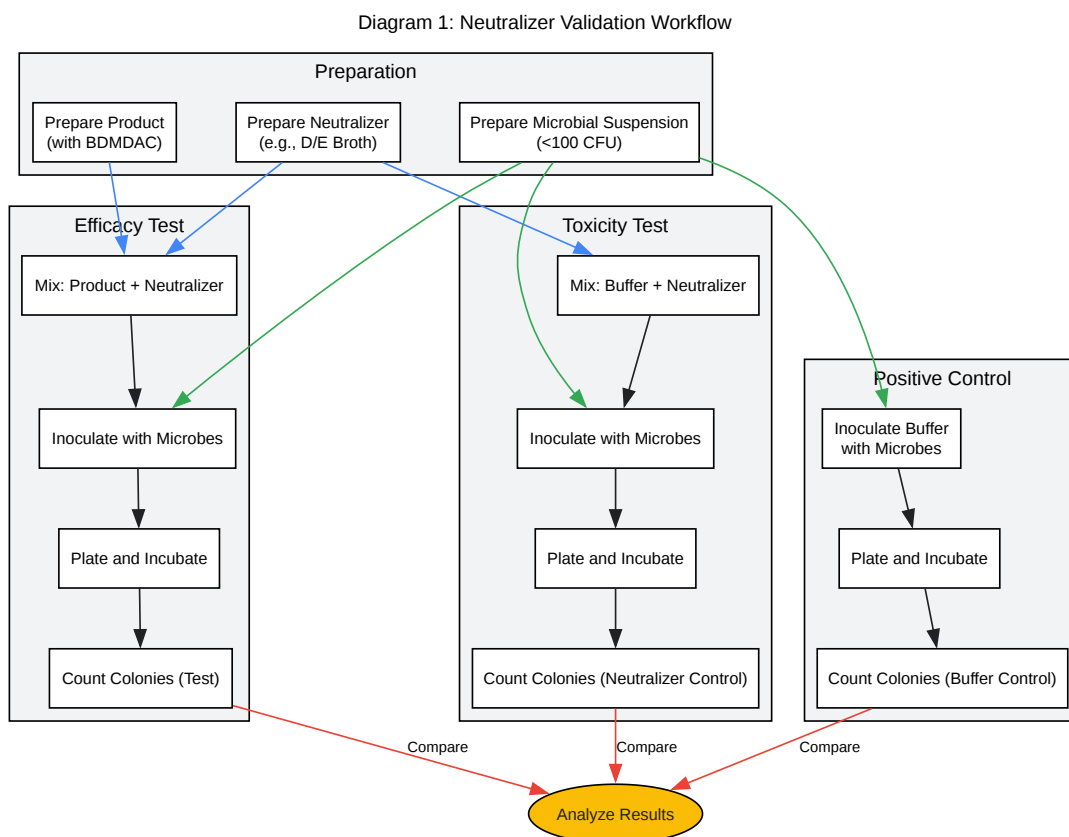 Diagram 1: Neutralizer Validation Workflow
Preparation
Prepare Product
(with BDMDAC)
Prepare Neutralizer
(e.g., D/E Broth)
Prepare Microbial Suspension
(<100 CFU)
Efficacy Test
Mix: Product + Neutralizer
Inoculate with Microbes
Plate and Incubate
Count Colonies (Test)
Toxicity Test
Mix: Buffer + Neutralizer
Inoculate with Microbes
Plate and Incubate
Count Colonies (Neutralizer Control)
Positive Control
Inoculate Buffer
with Microbes
Plate and Incubate
Count Colonies (Buffer Control)
Compare
Compare
Compare
Analyze Results